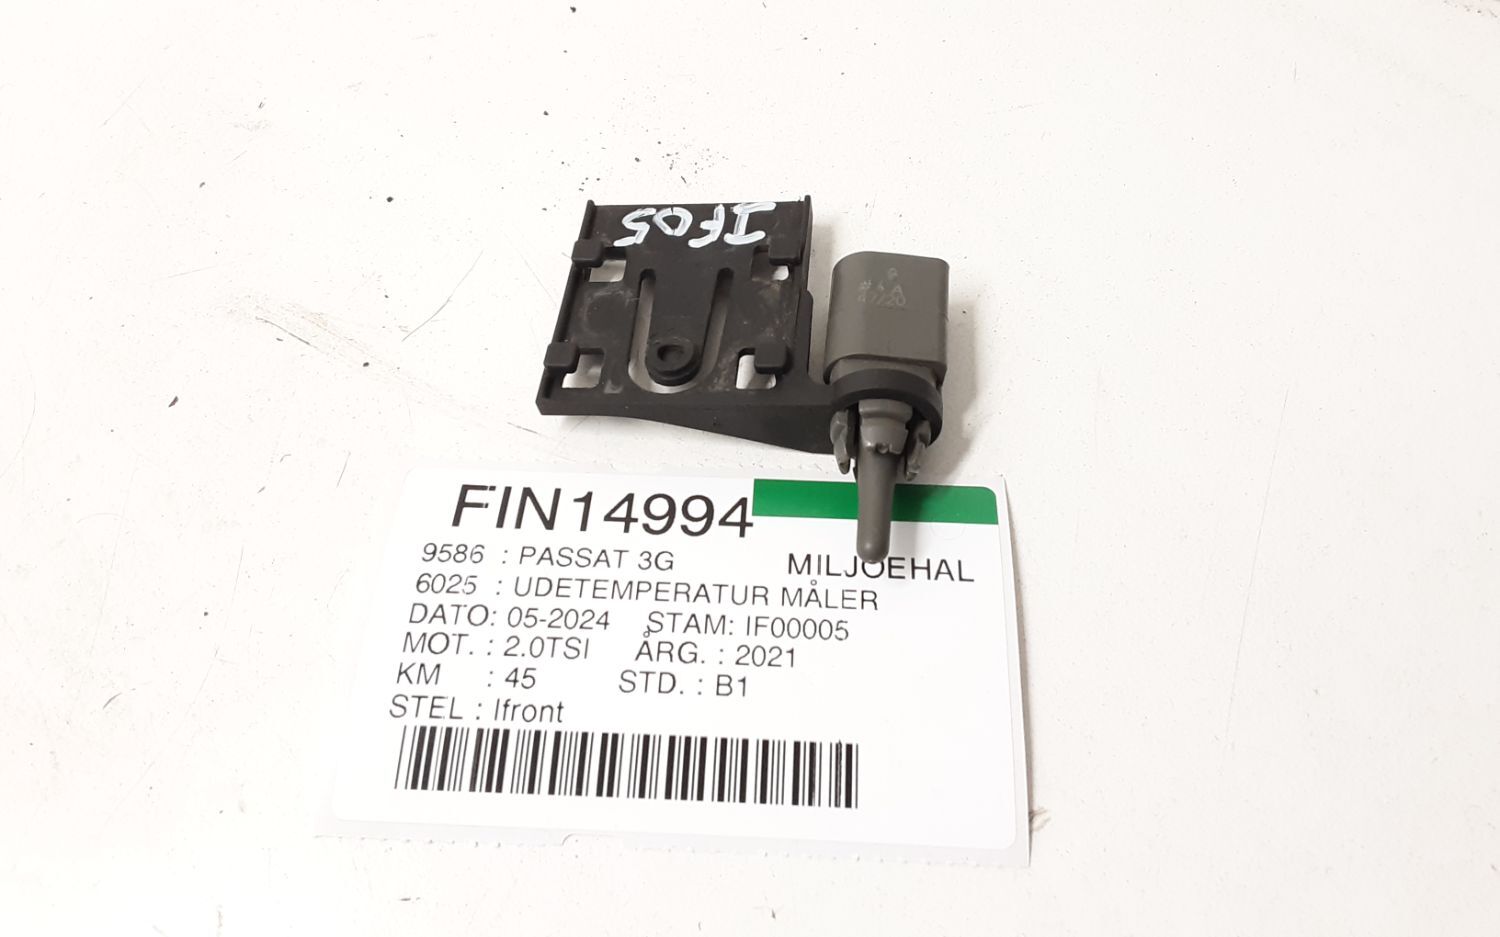 IF05
FIN14994
9586 : PASSAT 3G MILJOEHAL
6025 : UDETEMPERATUR MÅLER
DATO: 05-2024 STAM: IF00005
MOT. : 2.0TSI ÅRG. : 2021
KM : 45 STD. : B1
STEL : Ifront